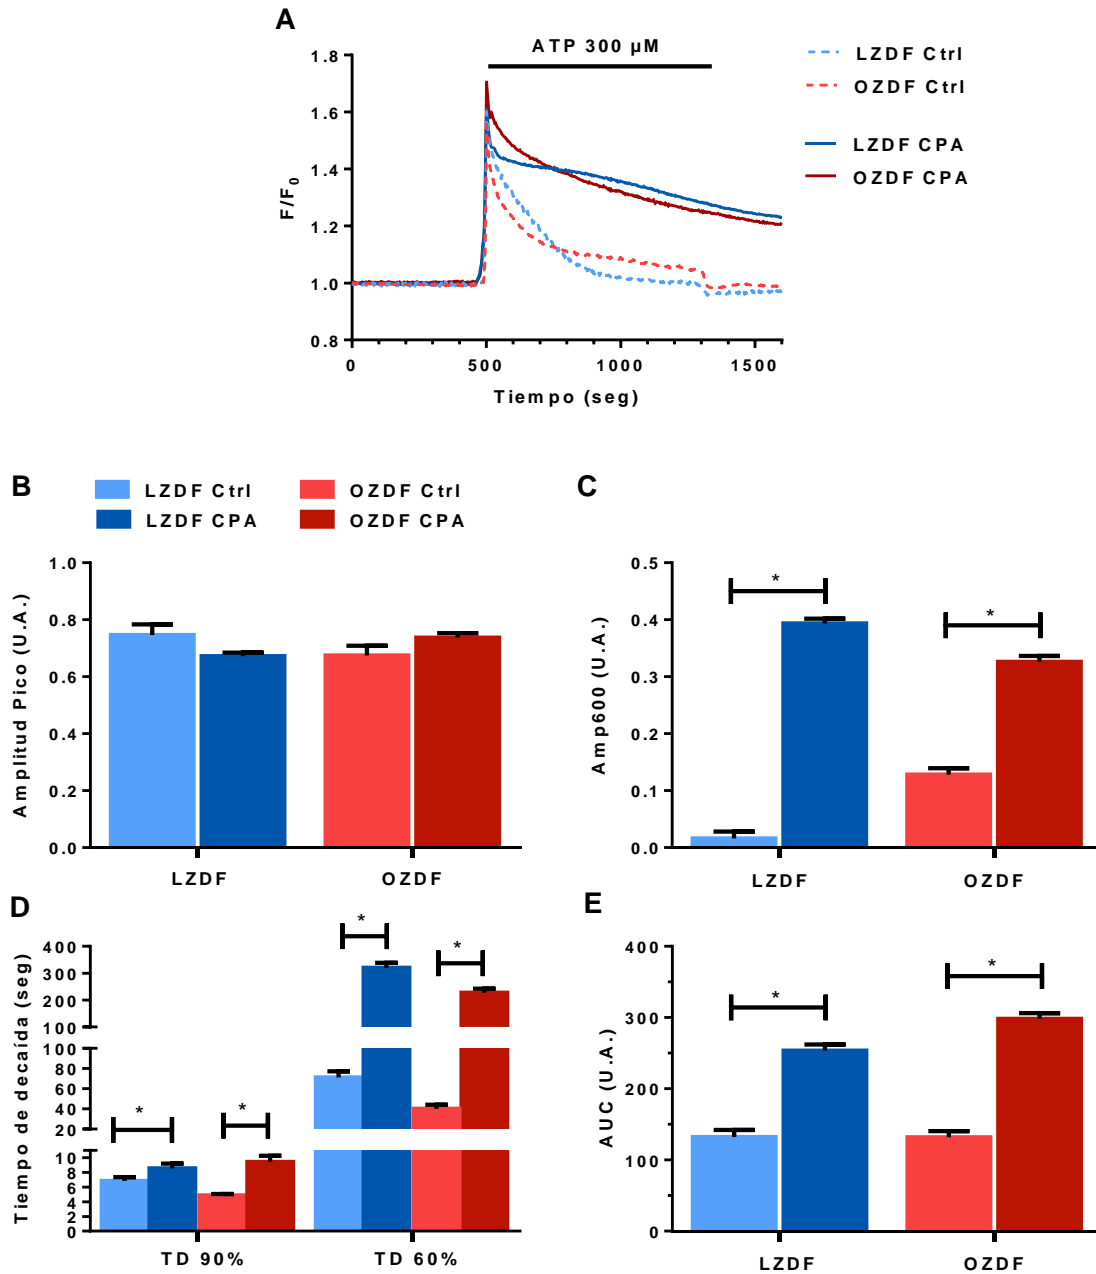 A
ATP 300 µM
LZDF Ctrl
OZDF Ctrl
LZDF CPA
OZDF CPA
1.8
1.6
1.4
1.2
1.0
0.8
F/F0
0
500
1000
1500
Tiempo (seg)
B
LZDF Ctrl
OZDF Ctrl
LZDF CPA
OZDF CPA
1.0
0.8
0.6
0.4
0.2
0.0
Amplitud Pico (U.A.)
LZDF
OZDF
C
0.5
0.4
0.3
0.2
0.1
0.0
Amp600 (U.A.)
*
*
LZDF
OZDF
D
400
300
200
100
100
80
60
40
20
10
8
6
4
2
0
Tiempo de decaída (seg)
*
*
*
*
TD 90%
TD 60%
E
400
300
200
100
0
AUC (U.A.)
*
*
LZDF
OZDF